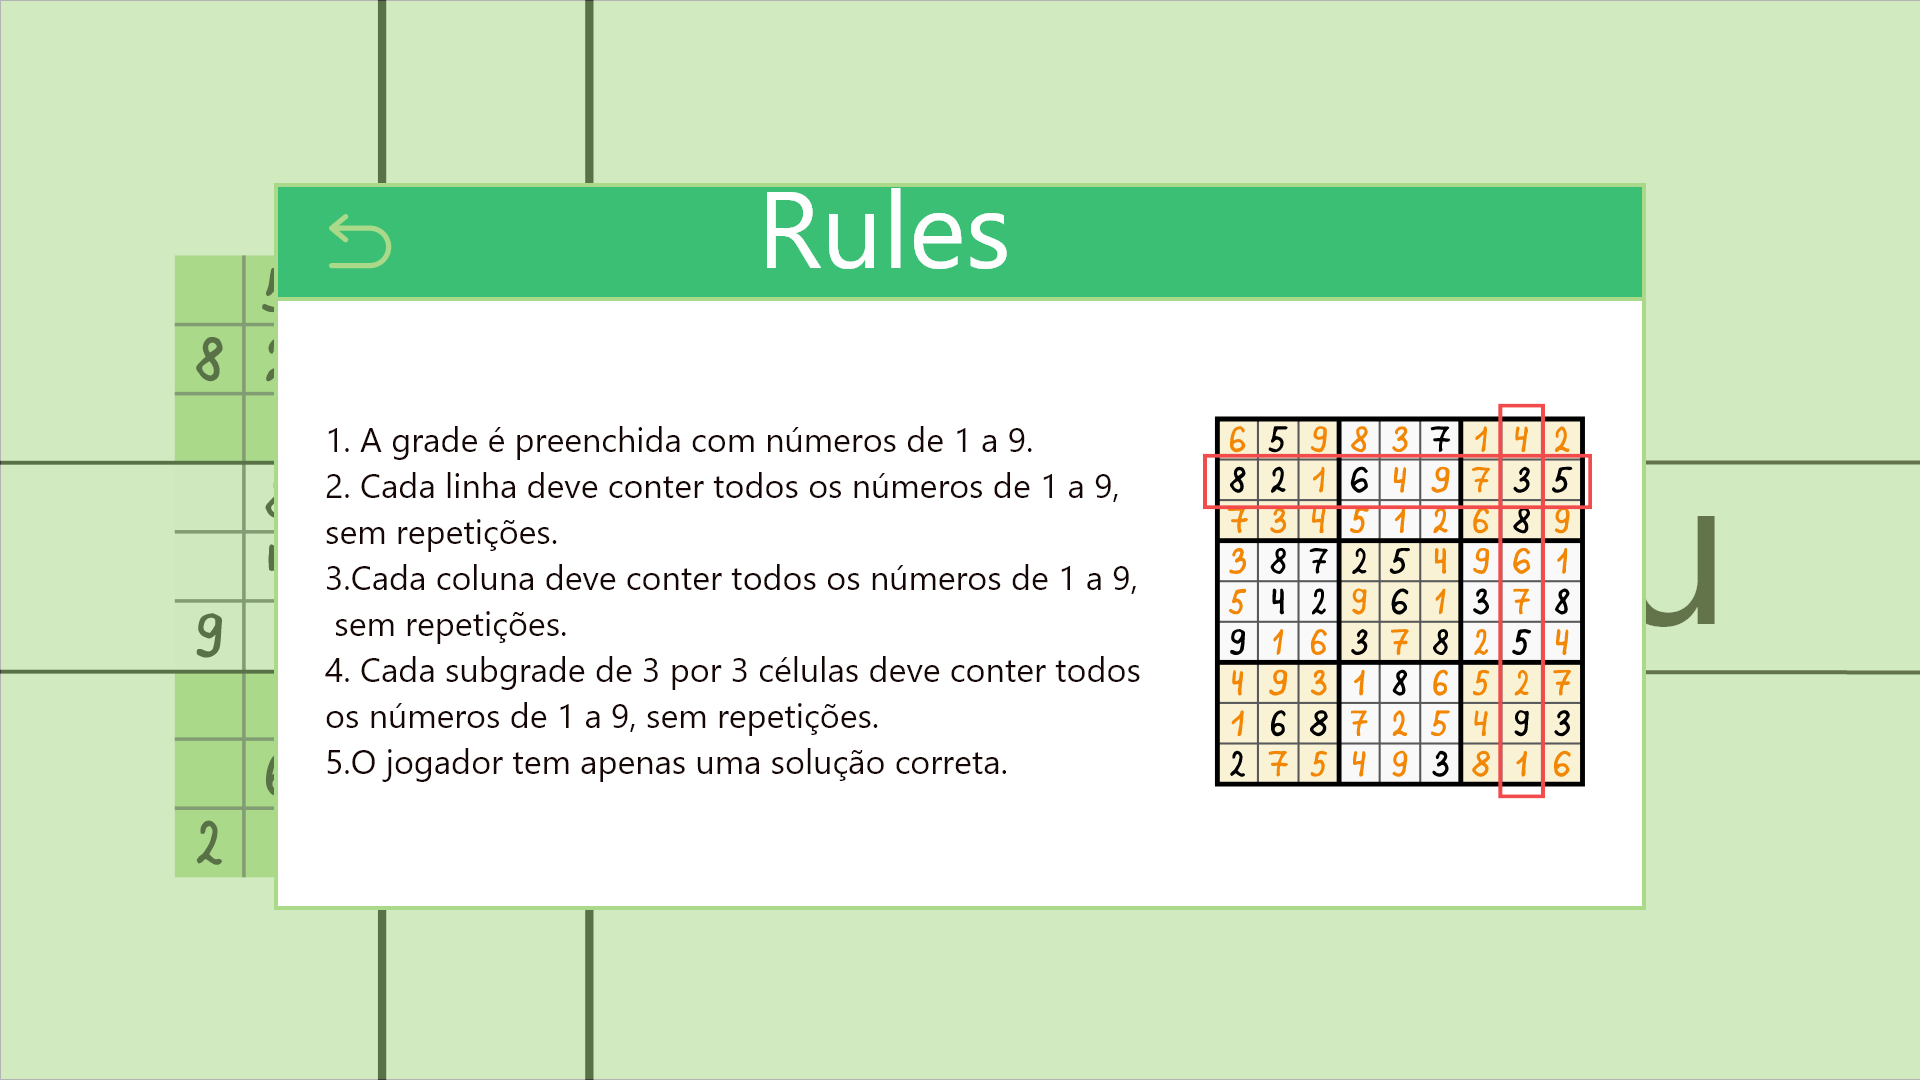 Rules
1. A grade é preenchida com números de 1 a 9.
2. Cada linha deve conter todos os números de 1 a 9,
sem repetições.
3.Cada coluna deve conter todos os números de 1 a 9,
sem repetições.
4. Cada subgrade de 3 por 3 células deve conter todos
os números de 1 a 9, sem repetições.
5.O jogador tem apenas uma solução correta.
6 5 9 8 3 7 1 4 2
8 2 1 6 4 9 7 3 5
7 3 4 5 1 2 6 8 9
3 8 7 2 5 4 9 6 1
5 4 2 9 6 1 3 7 8
9 1 6 3 7 8 2 5 4
4 9 3 1 8 6 5 2 7
1 6 8 7 2 5 4 9 3
2 7 5 4 9 3 8 1 6
8
9
2
u